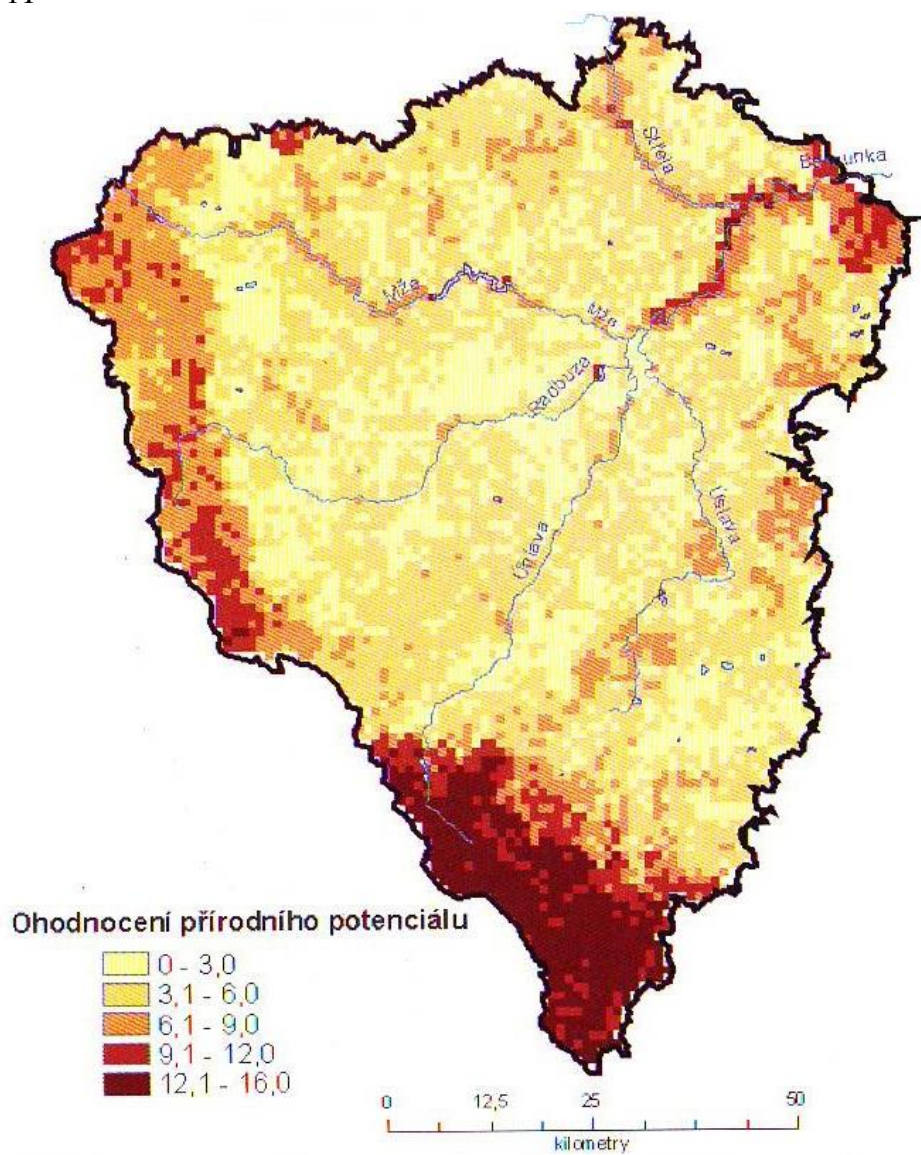 Střela
Berounka
Mže
Mže
Radbuza
Úhlava
Úslava
Ohodnocení přírodního potenciálu
0 - 3,0
3,1 - 6,0
6,1 - 9,0
9,1 - 12,0
12,1 - 16,0
0 12,5 25 50
kilometry